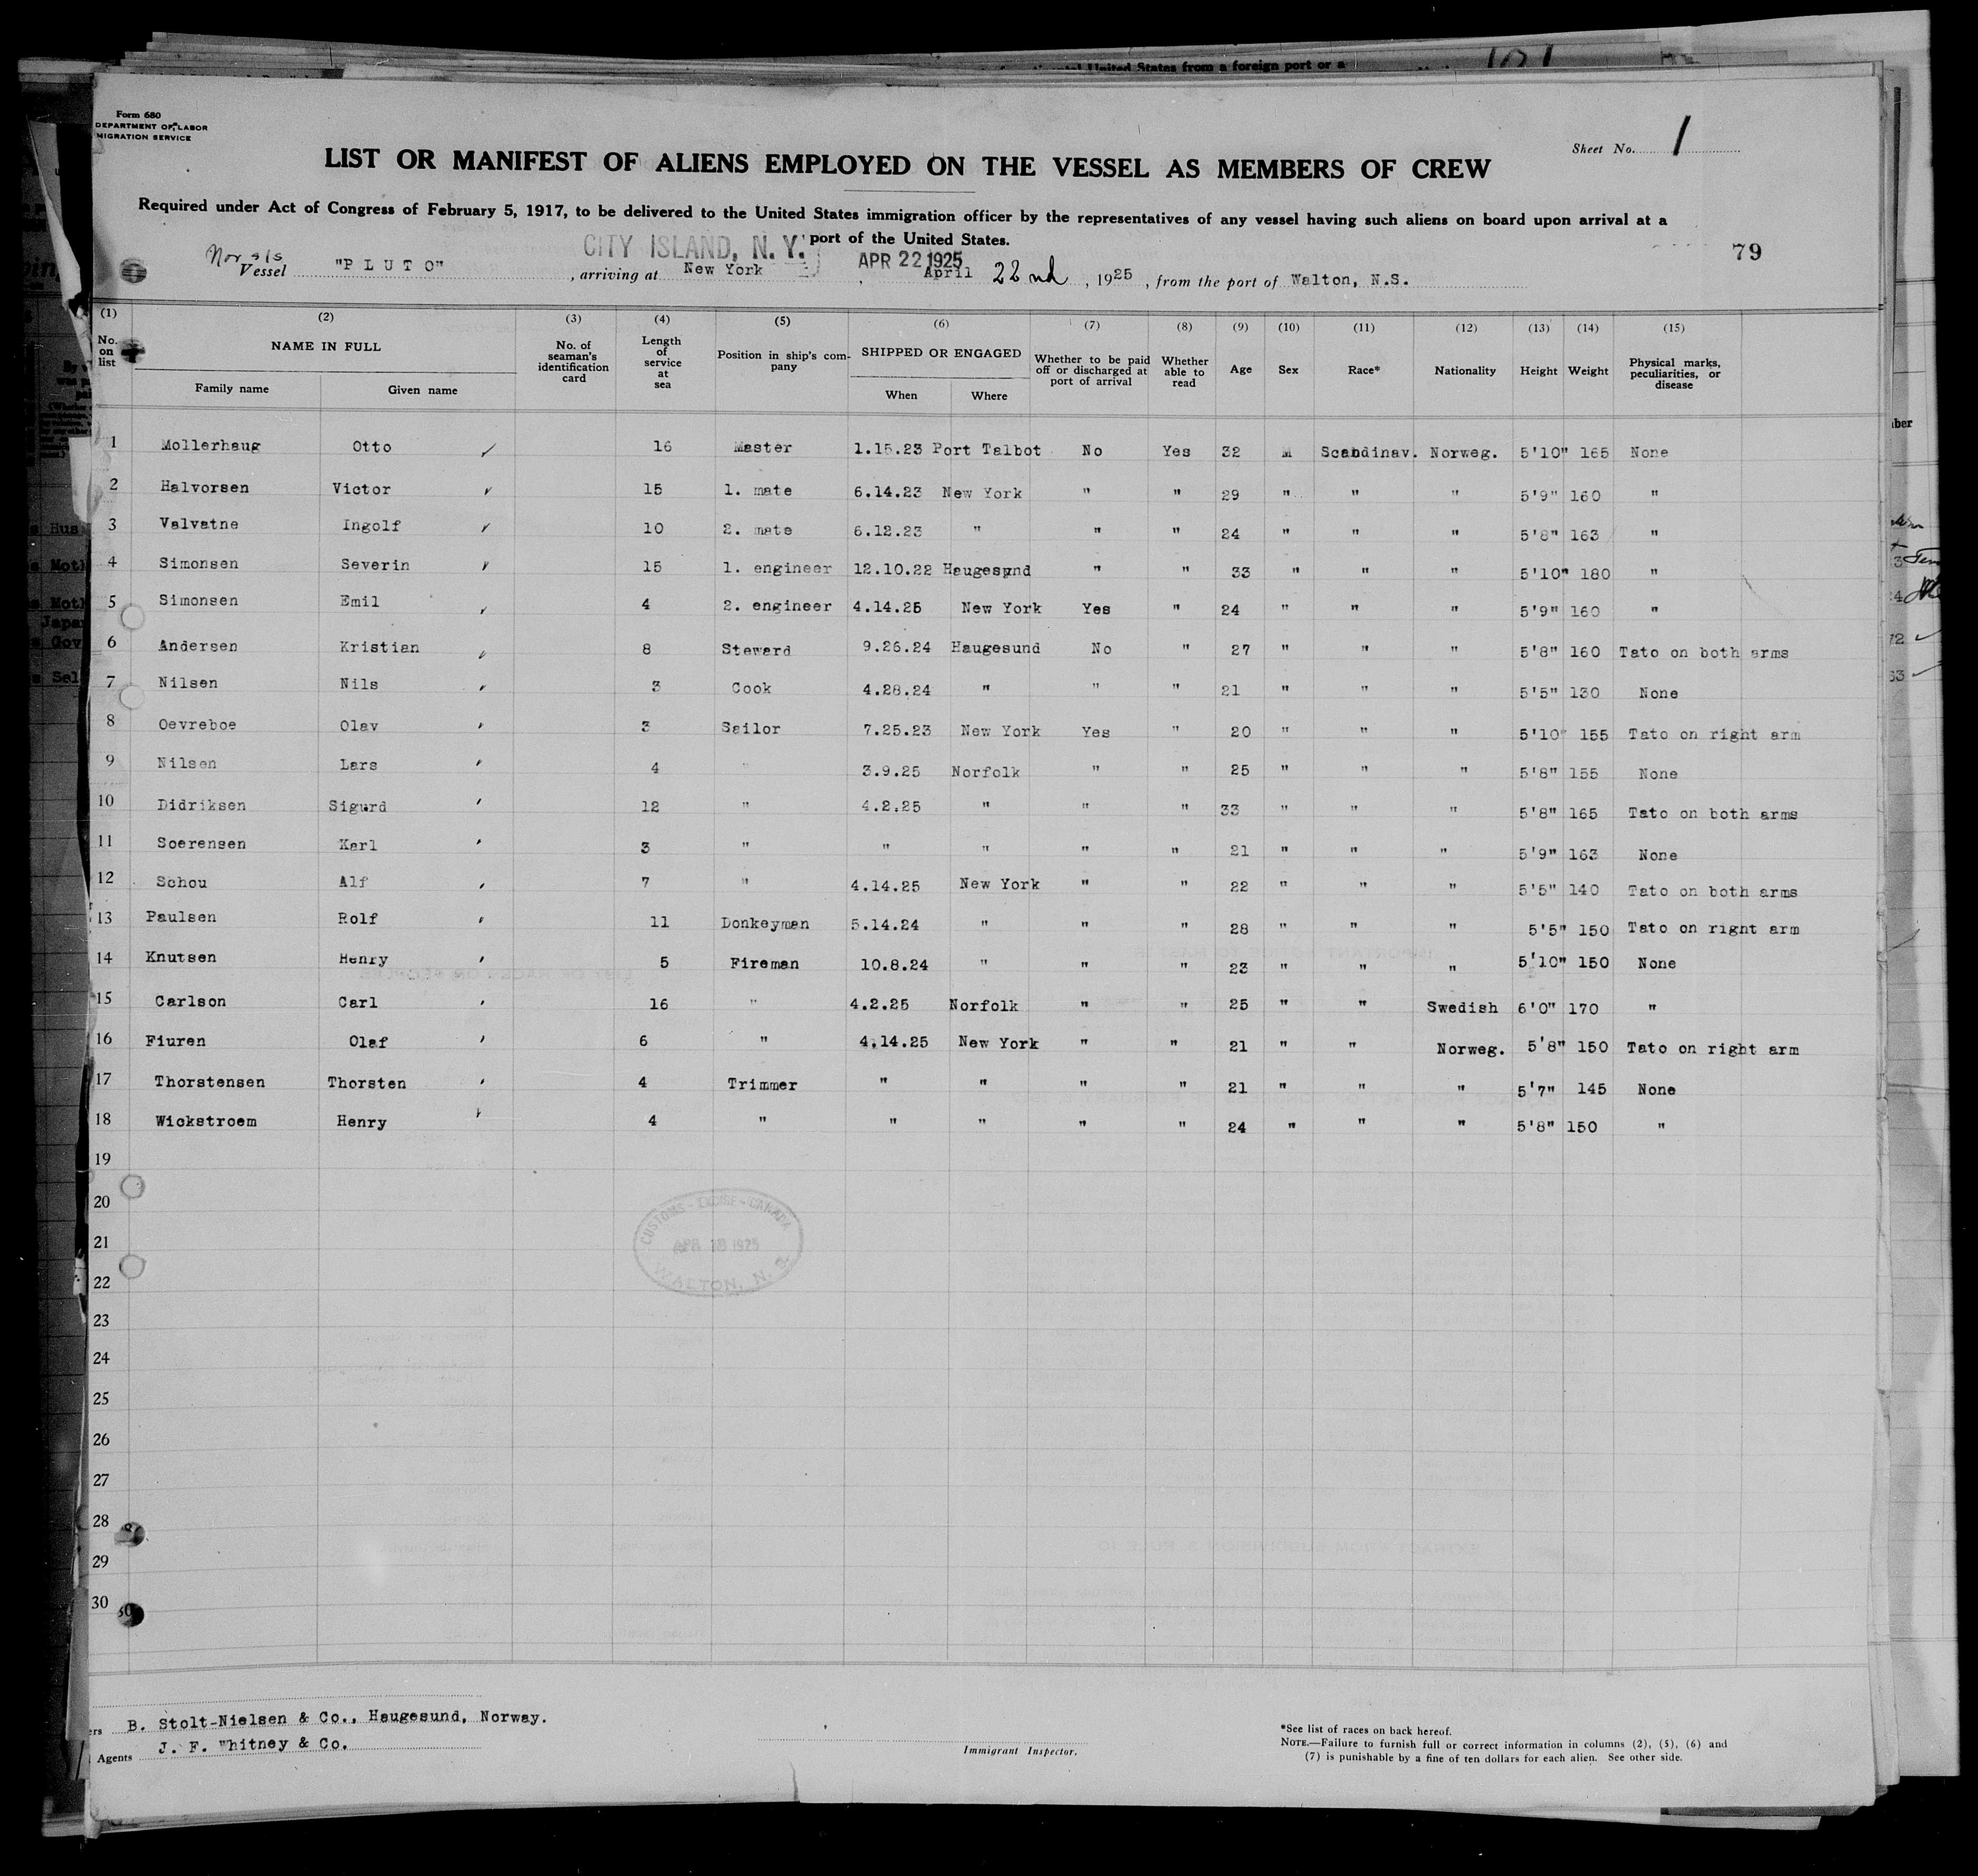 Form 680
DEPARTMENT OF LABOR
MIGRATION SERVICE
Sheet No. 1
LIST OR MANIFEST OF ALIENS EMPLOYED ON THE VESSEL AS MEMBERS OF CREW
Required under Act of Congress of February 5, 1917, to be delivered to the United States immigration officer by the representatives of any vessel having such aliens on board upon arrival at a
port of the United States.
CITY ISLAND, N. Y. APR 22 1925
79
Nor s/s
Vessel "PLUTO", arriving at New York, April 22nd, 1925, from the port of Walton, N.S.
(1) (2) (3) (4) (5) (6) (7) (8) (9) (10) (11) (12) (13) (14) (15)
No. on list NAME IN FULL Family name Given name No. of seaman's identification card Length of service at sea Position in ship's company SHIPPED OR ENGAGED When Where Whether to be paid off or discharged at port of arrival Whether able to read Age Sex Race* Nationality Height Weight Physical marks, peculiarities, or disease
1 Mollerhaug Otto 16 Master 1.15.23 Port Talbot No Yes 32 M Scandinav. Norweg. 5'10" 165 None
2 Halvorsen Victor 15 1. mate 6.14.23 New York " " 29 " " " 5'9" 160 "
3 Valvatne Ingolf 10 2. mate 6.12.23 " " " 24 " " " 5'8" 163 "
4 Simonsen Severin 15 1. engineer 12.10.22 Haugesund " " 33 " " " 5'10" 180 "
5 Simonsen Emil 4 2. engineer 4.14.25 New York Yes " 24 " " " 5'9" 160 "
6 Andersen Kristian 8 Steward 9.26.24 Haugesund No " 27 " " " 5'8" 160 Tato on both arms
7 Nilsen Nils 3 Cook 4.28.24 " " " 21 " " " 5'5" 130 None
8 Oevreboe Olav 3 Sailor 7.25.23 New York Yes " 20 " " " 5'10" 155 Tato on right arm
9 Nilsen Lars 4 " 3.9.25 Norfolk " " 25 " " " 5'8" 155 None
10 Didriksen Sigurd 12 " 4.2.25 " " " 33 " " " 5'8" 165 Tato on both arms
11 Soerensen Karl 3 " " " " " 21 " " " 5'9" 163 None
12 Schou Alf 7 " 4.14.25 New York " " 22 " " " 5'5" 140 Tato on both arms
13 Paulsen Rolf 11 Donkeyman 5.14.24 " " " 28 " " " 5'5" 150 Tato on right arm
14 Knutsen Henry 5 Fireman 10.8.24 " " " 23 " " " 5'10" 150 None
15 Carlson Carl 16 " 4.2.25 Norfolk " " 25 " " Swedish 6'0" 170 "
16 Fiuren Olaf 6 " 4.14.25 New York " " 21 " " Norweg. 5'8" 150 Tato on right arm
17 Thorstensen Thorsten 4 Trimmer " " " " 21 " " " 5'7" 145 None
18 Wickstroem Henry 4 " " " " " 24 " " " 5'8" 150 "
19
20
21
22
23
24
25
26
27
28
29
30
CUSTOMS - EXCISE - CANADA
APR 18 1925
WALTON, N. S.
B. Stolt-Nielsen & Co., Haugesund, Norway.
Agents J. F. Whitney & Co.
Immigrant Inspector.
*See list of races on back hereof.
NOTE.—Failure to furnish full or correct information in columns (2), (5), (6) and
(7) is punishable by a fine of ten dollars for each alien. See other side.